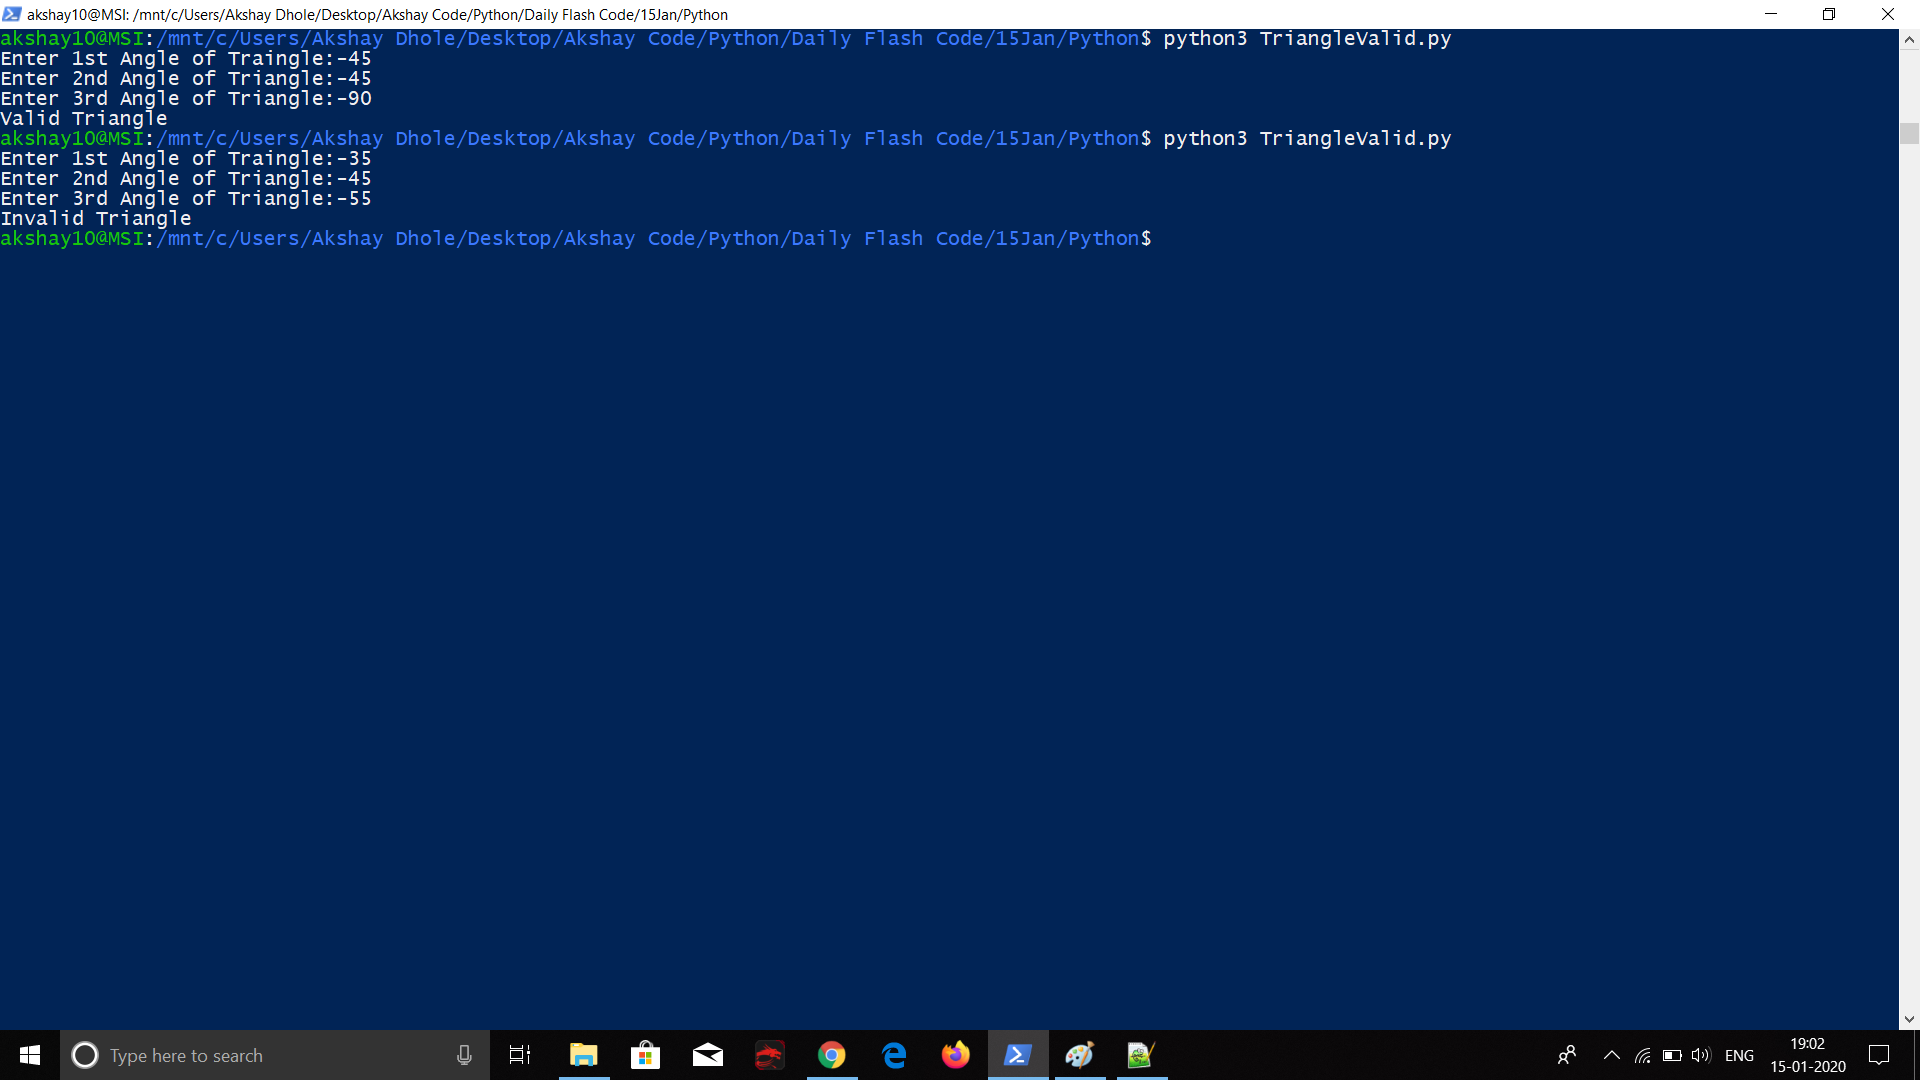 akshay10@MSI: /mnt/c/Users/Akshay Dhole/Desktop/Akshay Code/Python/Daily Flash Code/15Jan/Python
akshay10@MSI:/mnt/c/Users/Akshay Dhole/Desktop/Akshay Code/Python/Daily Flash Code/15Jan/Python$ python3 TriangleValid.py
Enter 1st Angle of Traingle:-45
Enter 2nd Angle of Triangle:-45
Enter 3rd Angle of Triangle:-90
Valid Triangle
akshay10@MSI:/mnt/c/Users/Akshay Dhole/Desktop/Akshay Code/Python/Daily Flash Code/15Jan/Python$ python3 TriangleValid.py
Enter 1st Angle of Traingle:-35
Enter 2nd Angle of Triangle:-45
Enter 3rd Angle of Triangle:-55
Invalid Triangle
akshay10@MSI:/mnt/c/Users/Akshay Dhole/Desktop/Akshay Code/Python/Daily Flash Code/15Jan/Python$
Type here to search
ENG
19:02
15-01-2020